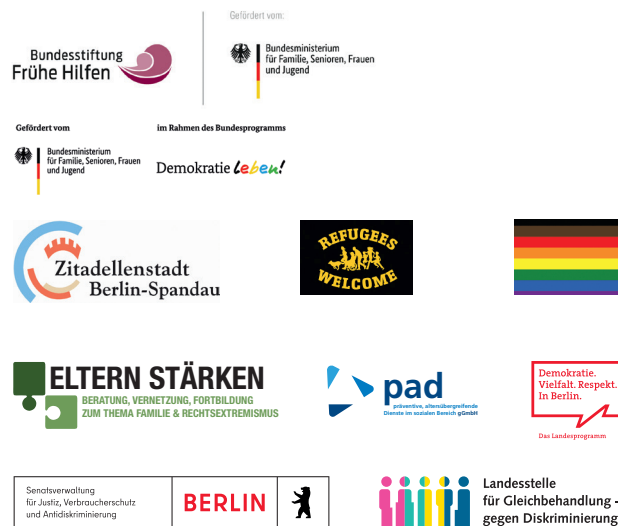 Gefördert vom:
Bundesstiftung
Frühe Hilfen
Bundesministerium
für Familie, Senioren, Frauen
und Jugend
Gefördert vom
im Rahmen des Bundesprogramms
Bundesministerium
für Familie, Senioren, Frauen
und Jugend
Demokratie leben!
Zitadellenstadt
Berlin-Spandau
REFUGEES
WELCOME
ELTERN STÄRKEN
BERATUNG, VERNETZUNG, FORTBILDUNG
ZUM THEMA FAMILIE & RECHTSEXTREMISMUS
pad
präventive, altersübergreifende
Dienste im sozialen Bereich gGmbH
Demokratie.
Vielfalt. Respekt.
In Berlin.
Das Landesprogramm
Senatsverwaltung
für Justiz, Verbraucherschutz
und Antidiskriminierung
BERLIN
Landesstelle
für Gleichbehandlung -
gegen Diskriminierung